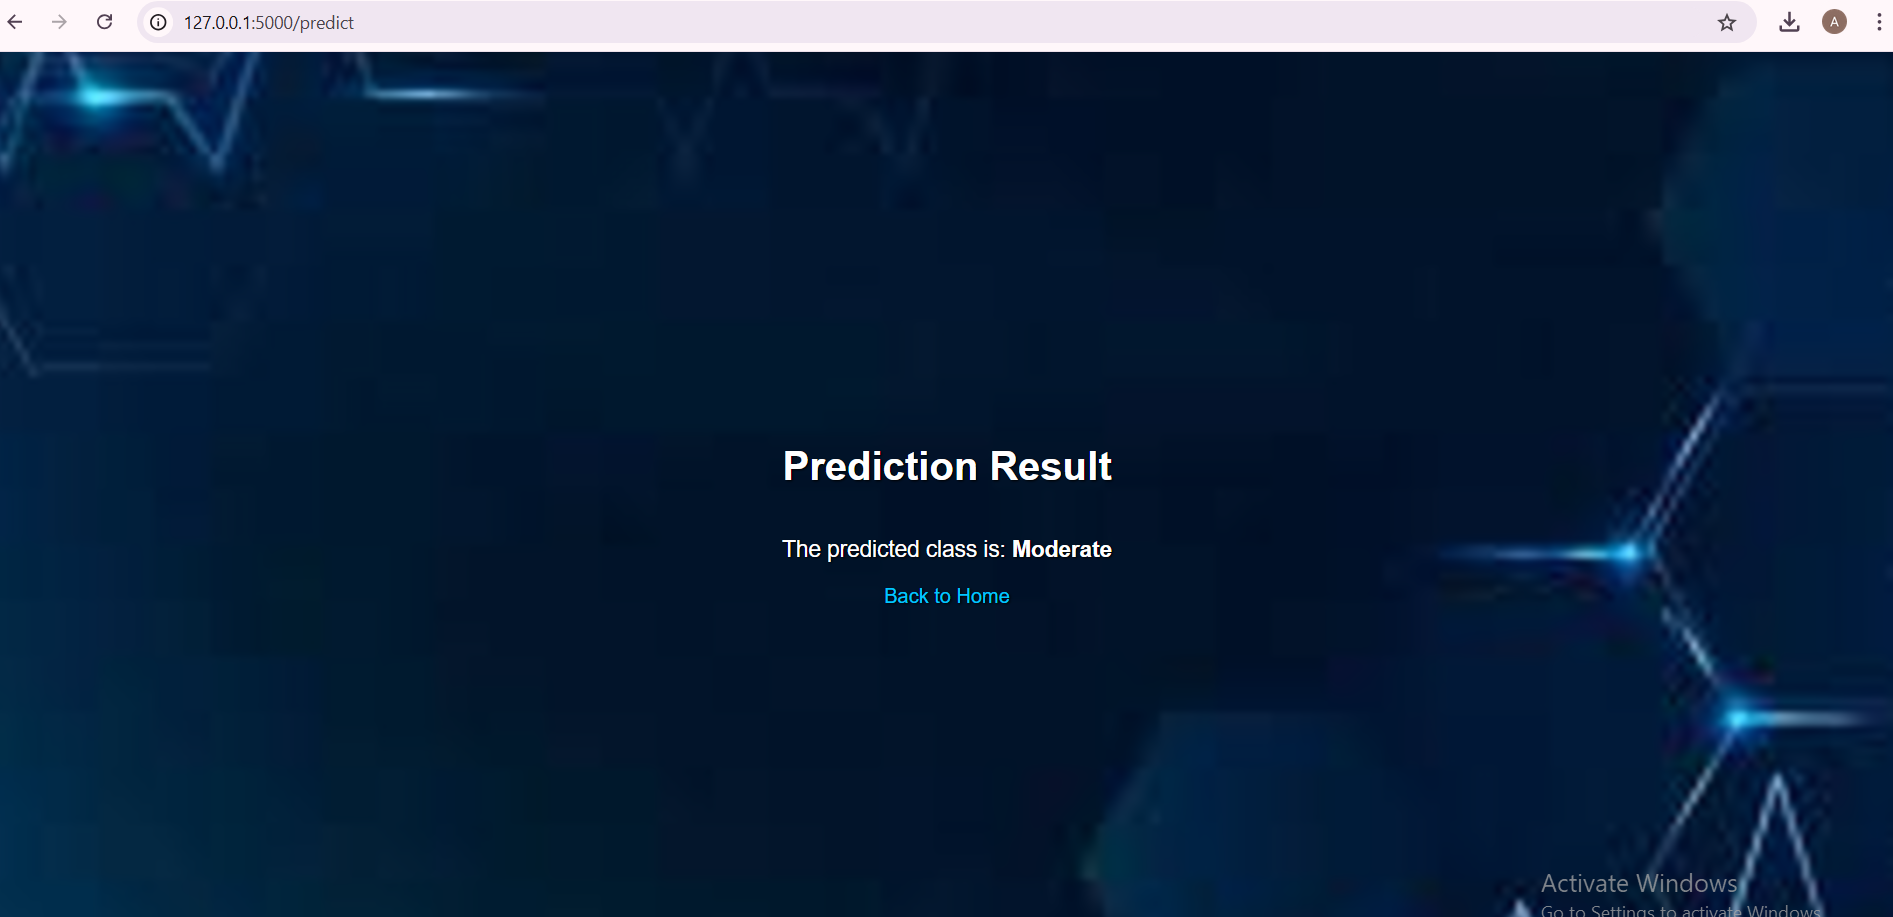 127.0.0.1:5000/predict
A
Prediction Result
The predicted class is: Moderate
Back to Home
Activate Windows
Go to Settings to activate Windows.